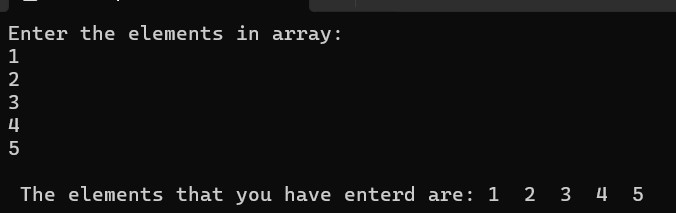 Enter the elements in array:
1
2
3
4
5
The elements that you have enterd are: 1 2 3 4 5